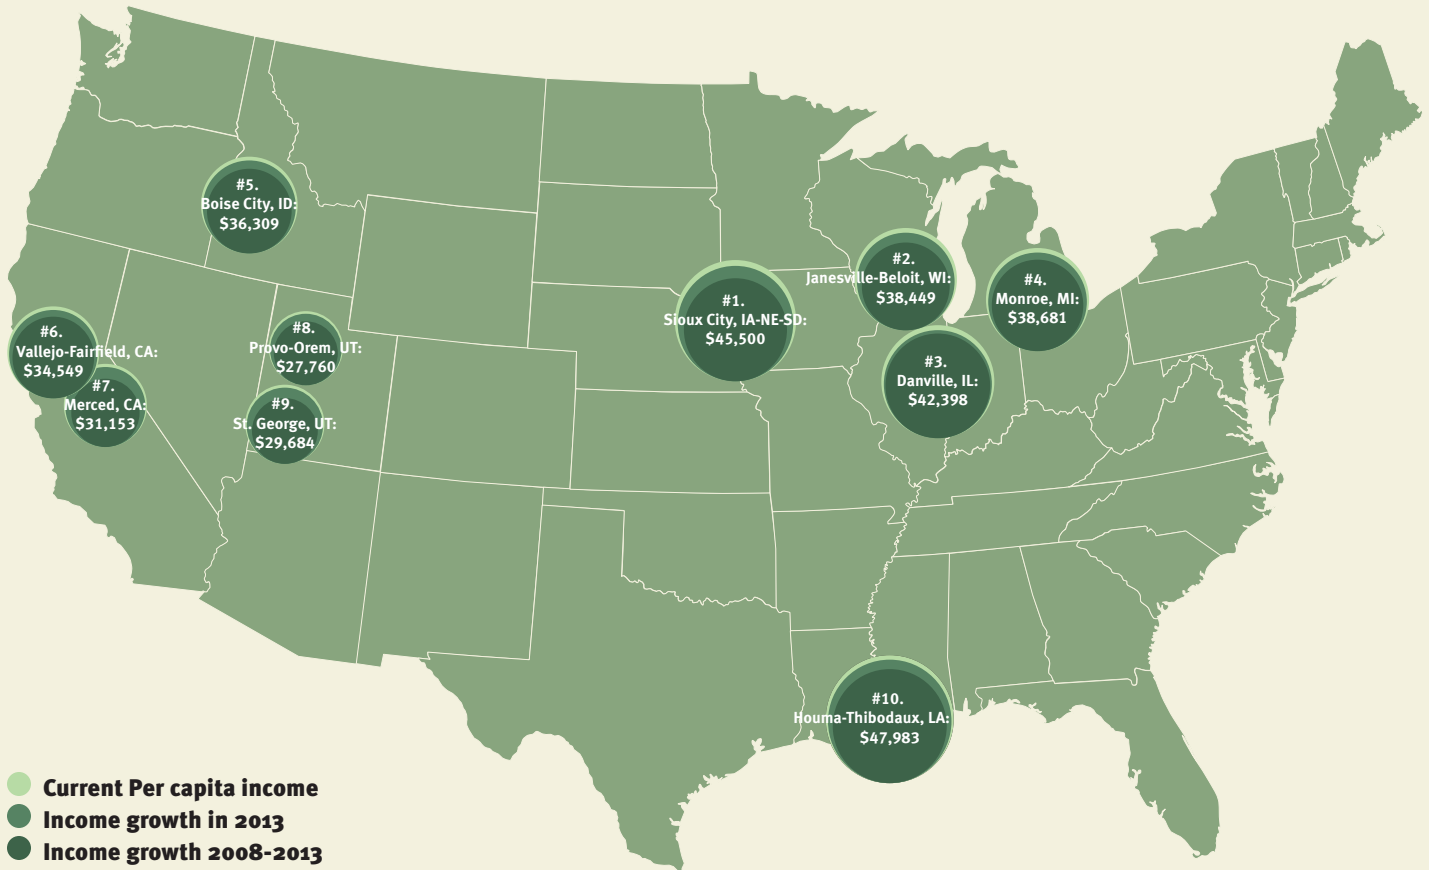 #1.
Sioux City, IA-NE-SD:
$45,500
#2.
Janesville-Beloit, WI:
$38,449
#3.
Danville, IL:
$42,398
#4.
Monroe, MI:
$38,681
#5.
Boise City, ID:
$36,309
#6.
Vallejo-Fairfield, CA:
$34,549
#7.
Merced, CA:
$31,153
#8.
Provo-Orem, UT:
$27,760
#9.
St. George, UT:
$29,684
#10.
Houma-Thibodaux, LA:
$47,983
Current Per capita income
Income growth in 2013
Income growth 2008-2013